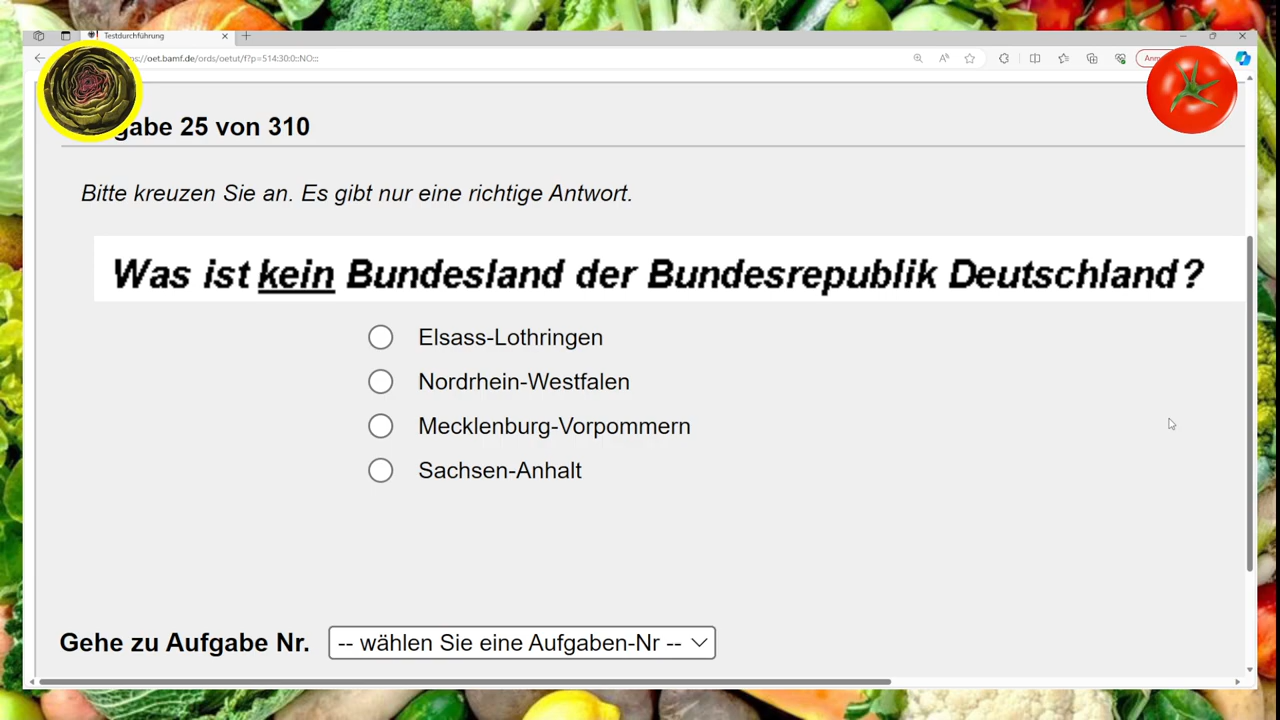 Testdurchführung
oet.bamf.de/ords/oetut/f?p=514:30:0::NO:::
gabe 25 von 310
Bitte kreuzen Sie an. Es gibt nur eine richtige Antwort.
Was ist kein Bundesland der Bundesrepublik Deutschland?
Elsass-Lothringen
Nordrhein-Westfalen
Mecklenburg-Vorpommern
Sachsen-Anhalt
Gehe zu Aufgabe Nr. -- wählen Sie eine Aufgaben-Nr --